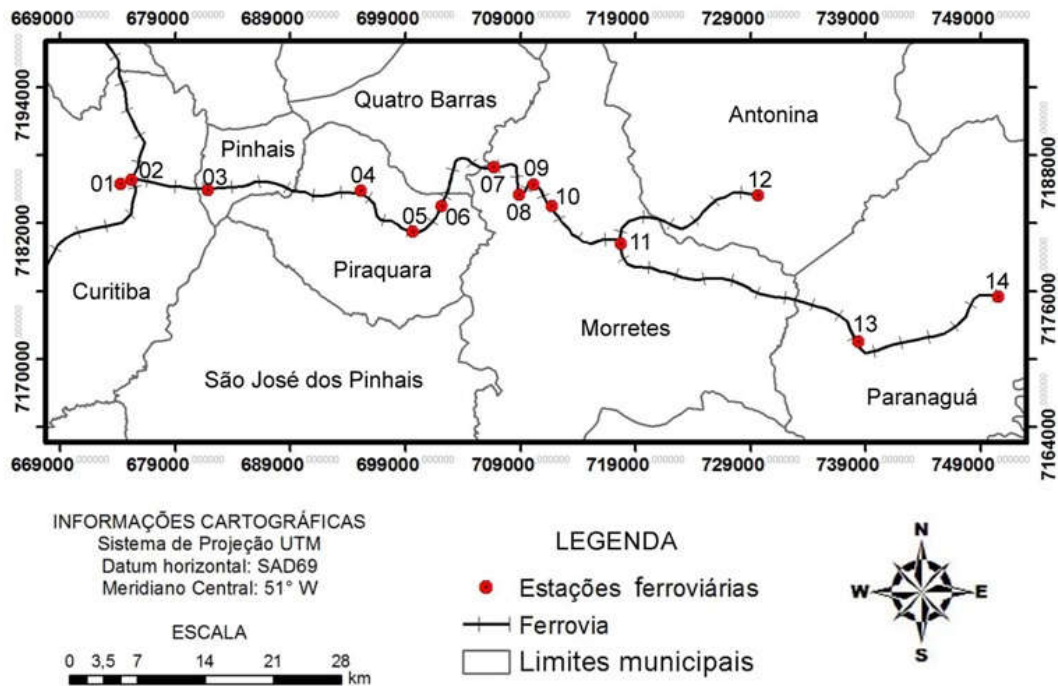 669000 679000 689000 699000 709000 719000 729000 739000 749000
7194000
7182000
7170000
7188000
7176000
7164000
Quatro Barras
Antonina
Pinhais
01
02
03
04
05
06
07
08
09
10
11
12
13
14
Curitiba
Piraquara
Morretes
São José dos Pinhais
Paranaguá
669000 679000 689000 699000 709000 719000 729000 739000 749000
INFORMAÇÕES CARTOGRÁFICAS
Sistema de Projeção UTM
Datum horizontal: SAD69
Meridiano Central: 51° W
ESCALA
0 3,5 7 14 21 28
km
LEGENDA
Estações ferroviárias
Ferrovia
Limites municipais
N
W E
S